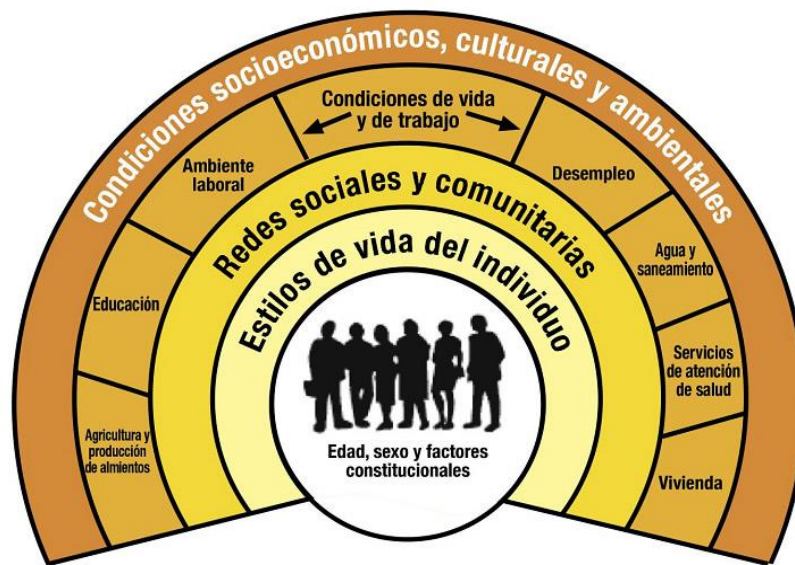 Condiciones socioeconómicos, culturales y ambientales
Condiciones de vida
y de trabajo
Ambiente
laboral
Desempleo
Redes sociales y comunitarias
Agua y
saneamiento
Estilos de vida del individuo
Educación
Servicios
de atención
de salud
Agricultura y
producción
de almientos
Edad, sexo y factores
constitucionales
Vivienda